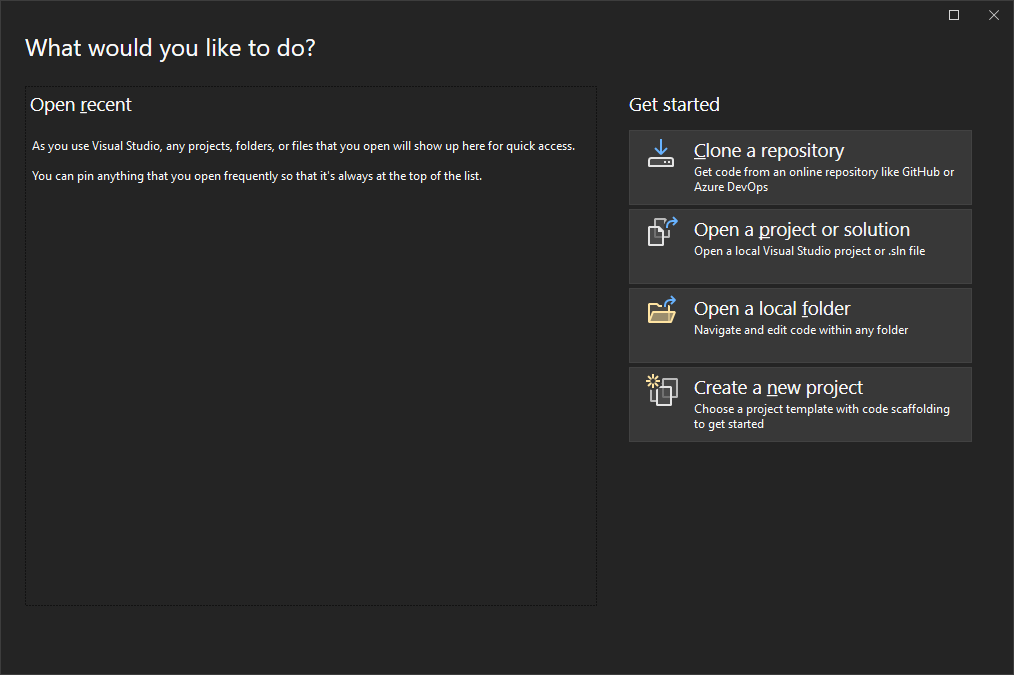 What would you like to do?
Open recent
As you use Visual Studio, any projects, folders, or files that you open will show up here for quick access.
You can pin anything that you open frequently so that it's always at the top of the list.
Get started
Clone a repository
Get code from an online repository like GitHub or
Azure DevOps
Open a project or solution
Open a local Visual Studio project or .sln file
Open a local folder
Navigate and edit code within any folder
Create a new project
Choose a project template with code scaffolding
to get started